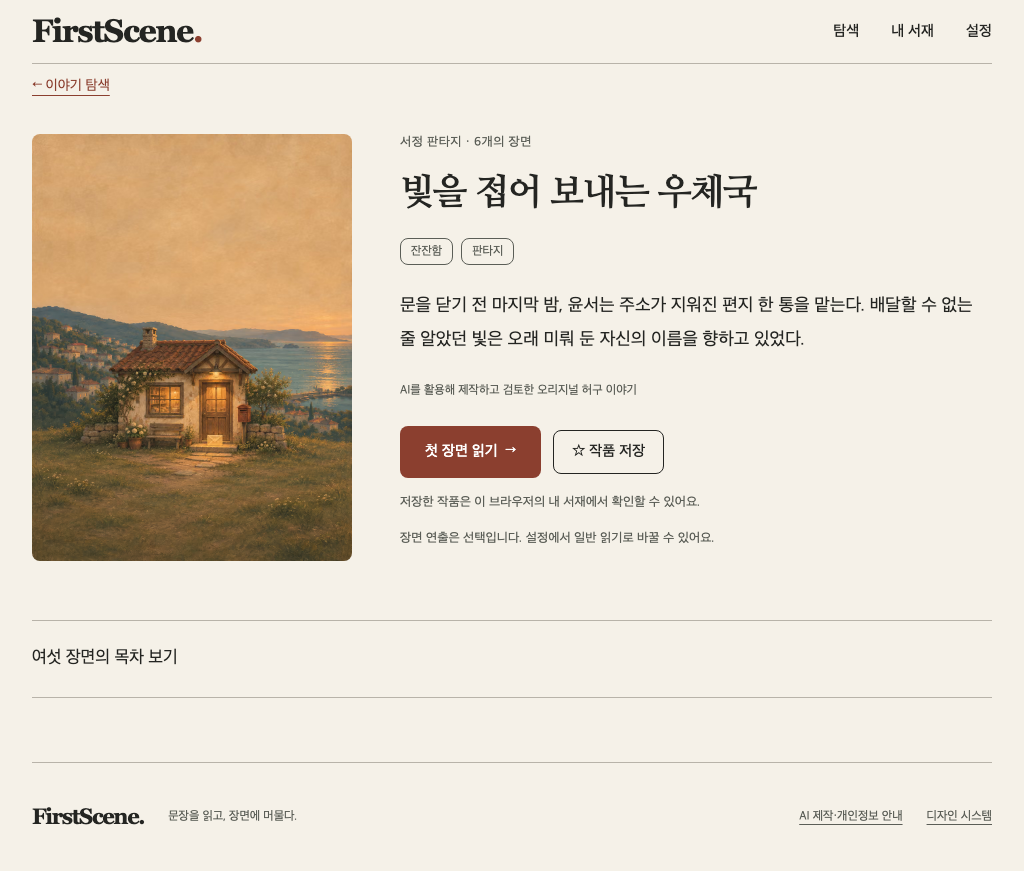 FirstScene.
탐색
내 서재
설정
← 이야기 탐색
서정 판타지 · 6개의 장면
빛을 접어 보내는 우체국
잔잔함
판타지
문을 닫기 전 마지막 밤, 윤서는 주소가 지워진 편지 한 통을 맡는다. 배달할 수 없는
줄 알았던 빛은 오래 미뤄 둔 자신의 이름을 향하고 있었다.
AI를 활용해 제작하고 검토한 오리지널 허구 이야기
첫 장면 읽기 →
☆ 작품 저장
저장한 작품은 이 브라우저의 내 서재에서 확인할 수 있어요.
장면 연출은 선택입니다. 설정에서 일반 읽기로 바꿀 수 있어요.
여섯 장면의 목차 보기
FirstScene.
문장을 읽고, 장면에 머물다.
AI 제작·개인정보 안내
디자인 시스템